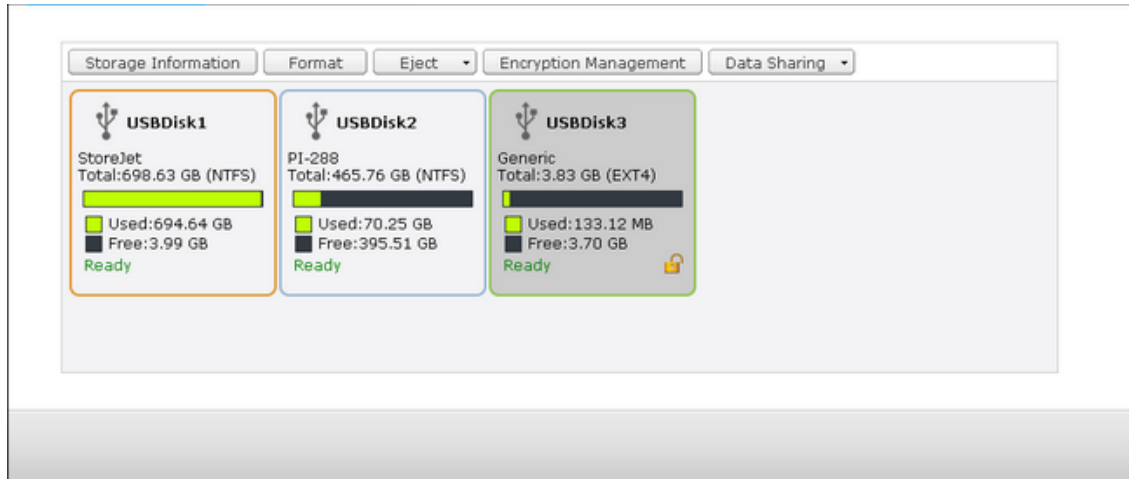 Storage Information Format Eject Encryption Management Data Sharing
USBDisk1
StoreJet
Total:698.63 GB (NTFS)
Used:694.64 GB
Free:3.99 GB
Ready
USBDisk2
PI-288
Total:465.76 GB (NTFS)
Used:70.25 GB
Free:395.51 GB
Ready
USBDisk3
Generic
Total:3.83 GB (EXT4)
Used:133.12 MB
Free:3.70 GB
Ready